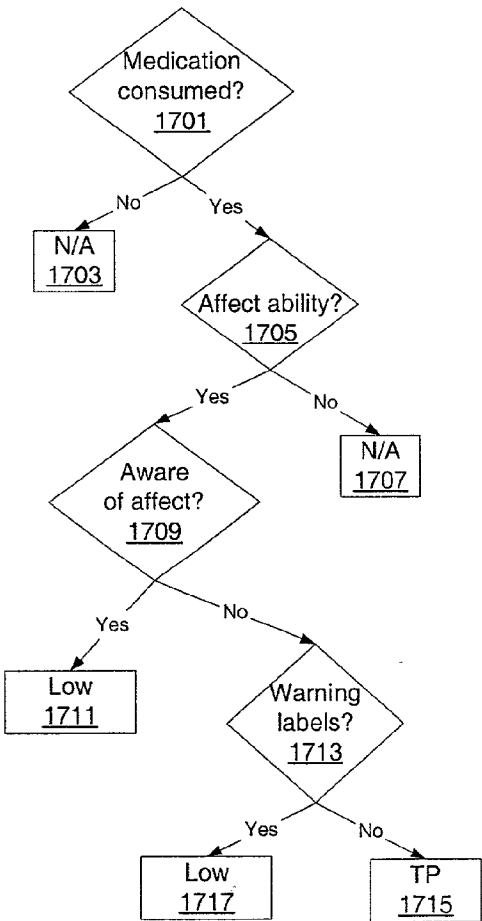 Medication
consumed?
1701
No
Yes
N/A
1703
Affect ability?
1705
Yes
No
N/A
1707
Aware
of affect?
1709
Yes
No
Low
1711
Warning
labels?
1713
Yes
No
Low
1717
TP
1715